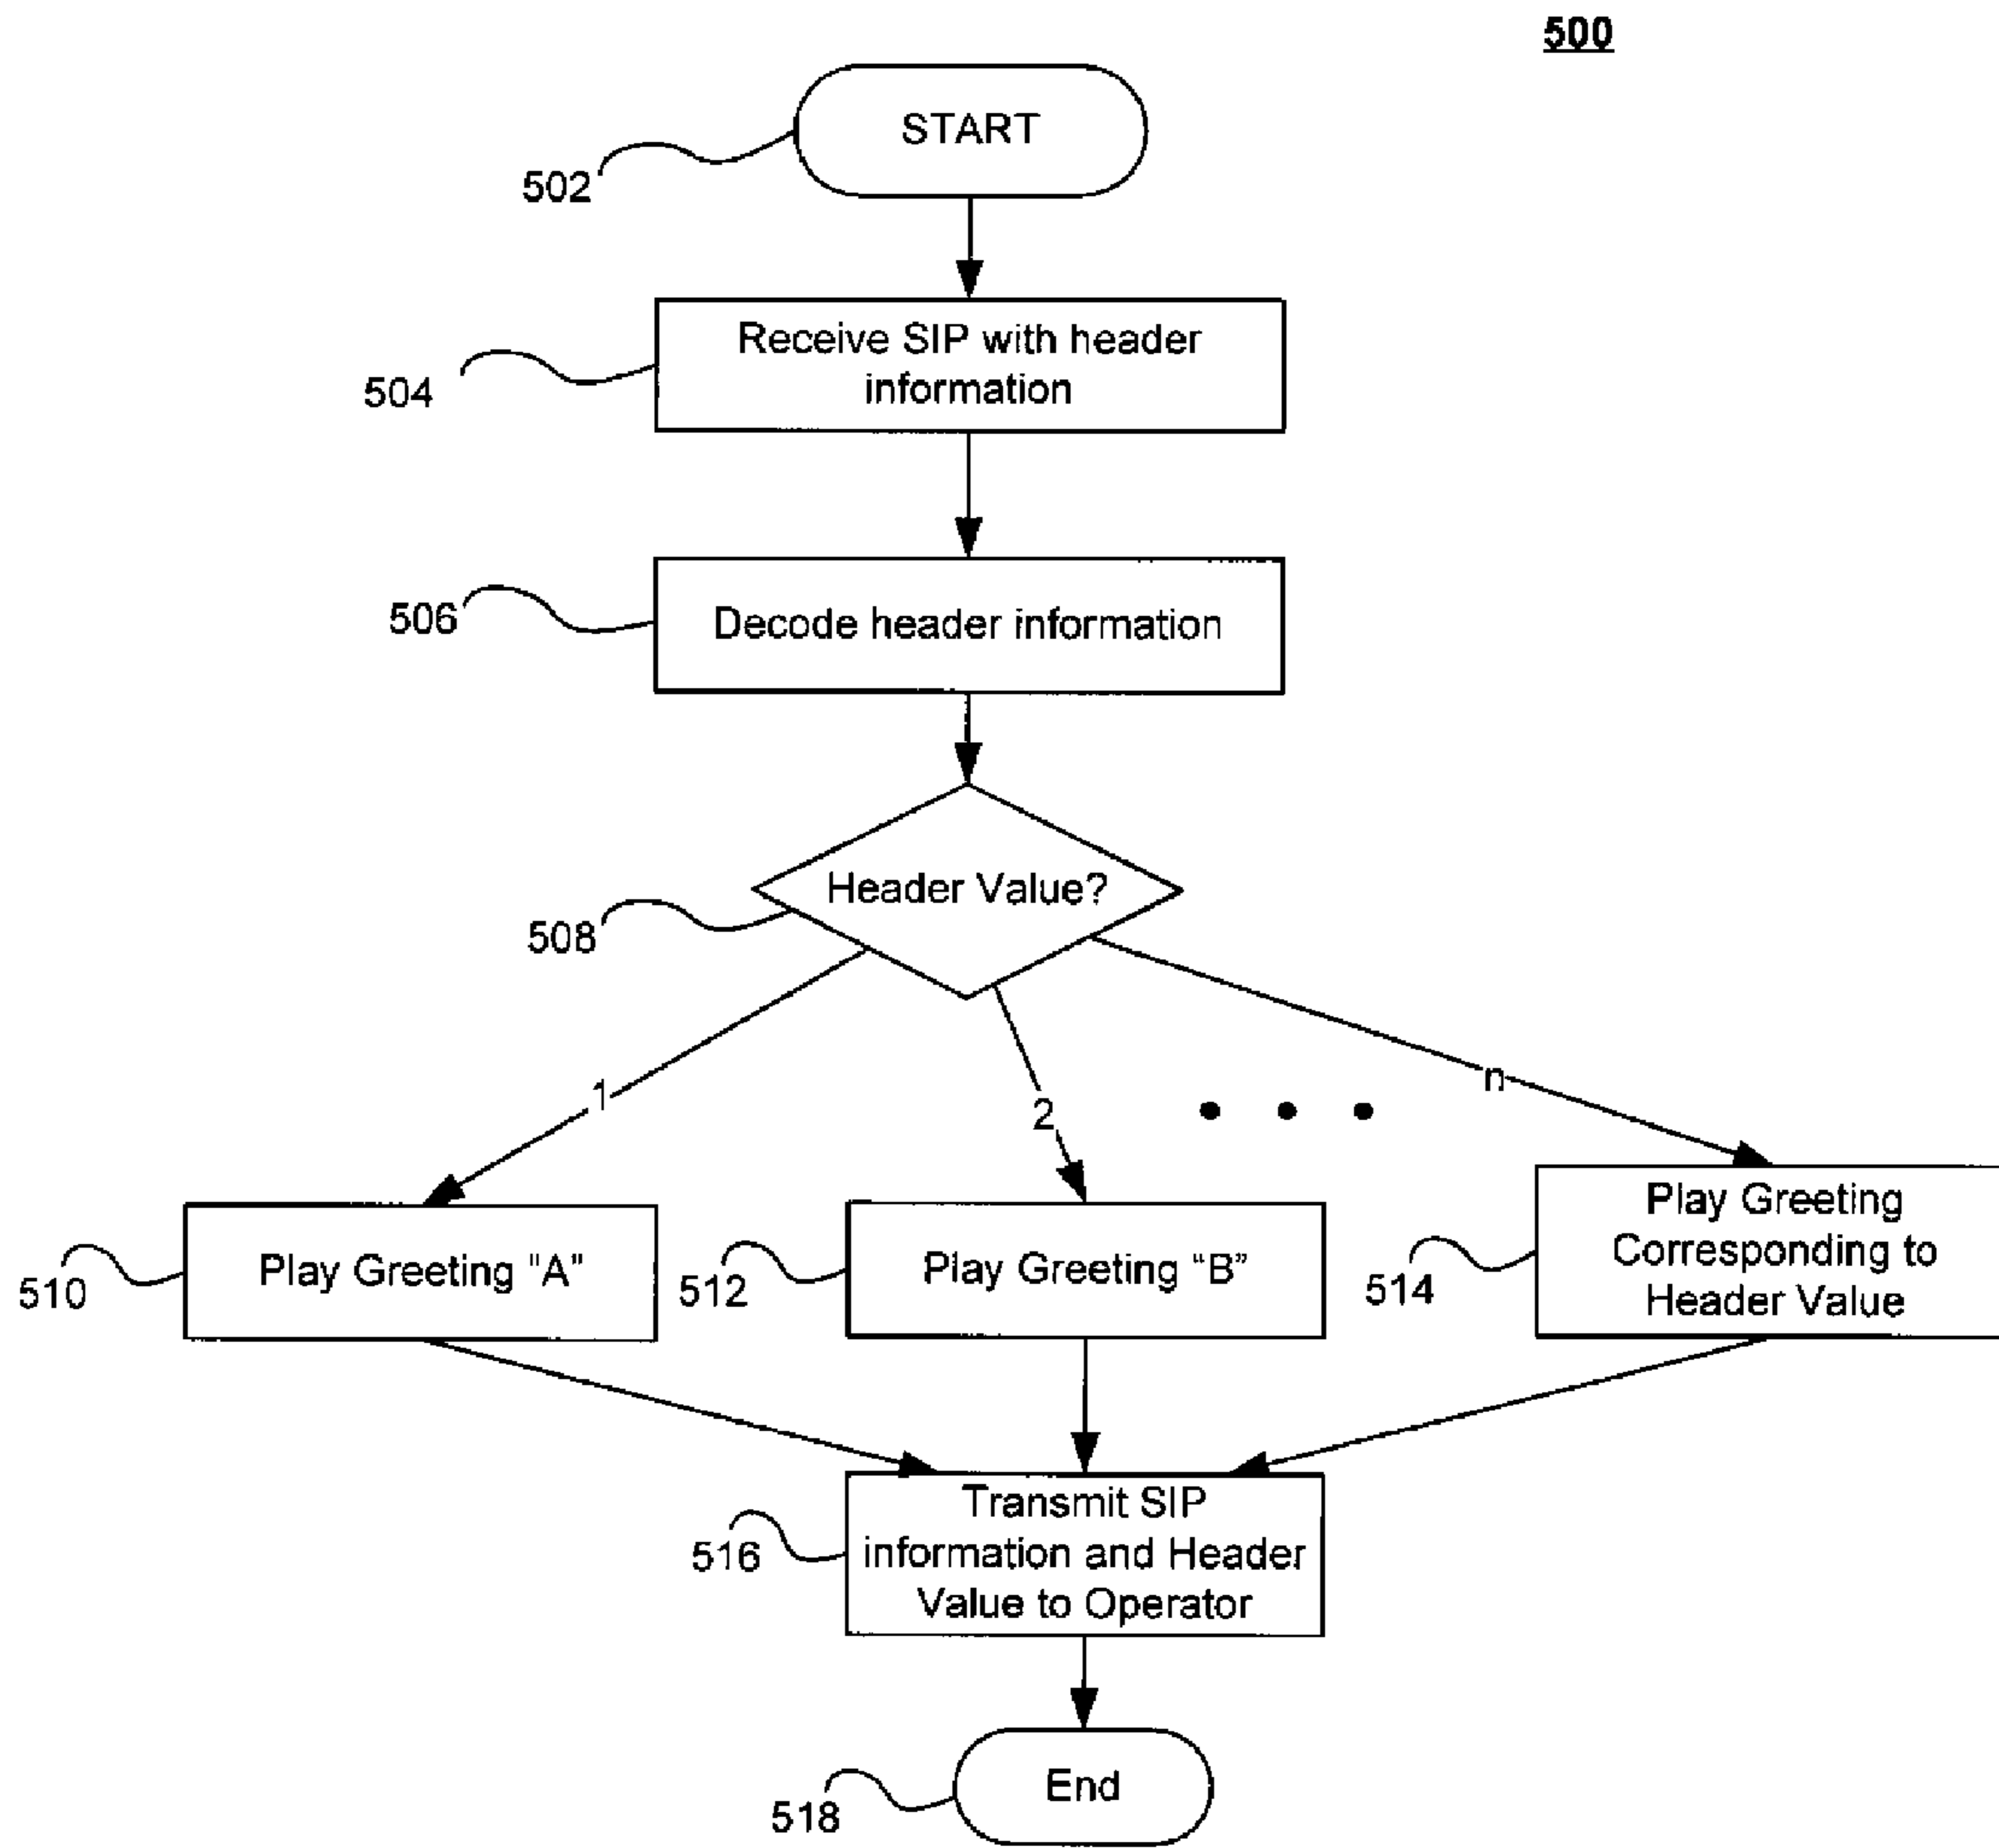 500
START
502
Receive SIP with header
information
504
506
Decode header information
Header Value?
508
1
2
n
Play Greeting "A"
510
Play Greeting “B”
512
Play Greeting
Corresponding to
Header Value
514
Transmit SIP
information and Header
Value to Operator
516
End
518